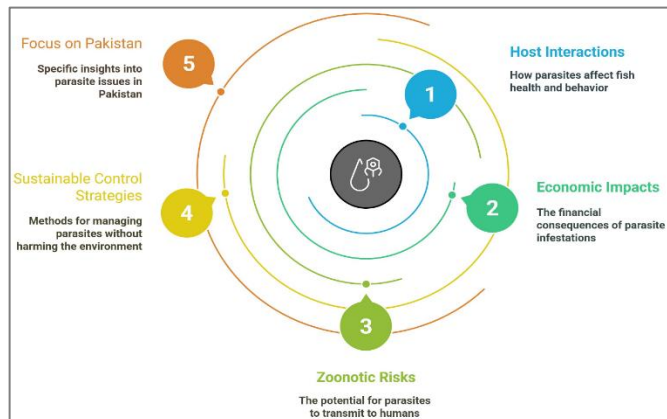 1
Host Interactions
How parasites affect fish
health and behavior
2
Economic Impacts
The financial
consequences of parasite
infestations
3
Zoonotic Risks
The potential for parasites
to transmit to humans
4
Sustainable Control
Strategies
Methods for managing
parasites without
harming the environment
5
Focus on Pakistan
Specific insights into
parasite issues in
Pakistan